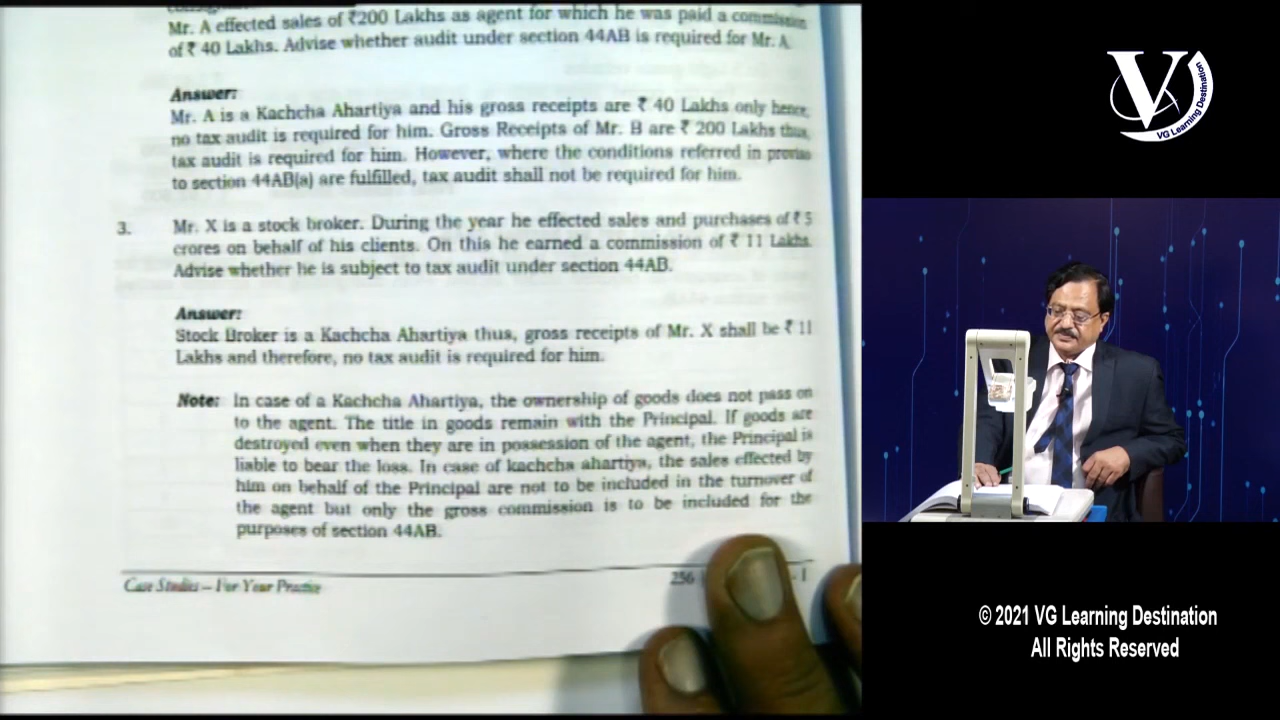 Mr. A effected sales of ₹200 Lakhs as agent for which he was paid a commission
of ₹ 40 Lakhs. Advise whether audit under section 44AB is required for Mr. A
Answer:
Mr. A is a Kachcha Ahartiya and his gross receipts are ₹ 40 Lakhs only hence,
no tax audit is required for him. Gross Receipts of Mr. B are ₹ 200 Lakhs thus,
tax audit is required for him. However, where the conditions referred in proviso
to section 44AB(a) are fulfilled, tax audit shall not be required for him.
3. Mr. X is a stock broker. During the year he effected sales and purchases of ₹ 5
crores on behalf of his clients. On this he earned a commission of ₹ 11 Lakhs.
Advise whether he is subject to tax audit under section 44AB.
Answer:
Stock Broker is a Kachcha Ahartiya thus, gross receipts of Mr. X shall be ₹ 11
Lakhs and therefore, no tax audit is required for him.
Note: In case of a Kachcha Ahartiya, the ownership of goods does not pass on
to the agent. The title in goods remain with the Principal. If goods are
destroyed even when they are in possession of the agent, the Principal is
liable to bear the loss. In case of kachcha ahartiya, the sales effected by
him on behalf of the Principal are not to be included in the turnover of
the agent but only the gross commission is to be included for the
purposes of section 44AB.
Case Studies – For Your Practise
256
- I
V
VG Learning Destination
© 2021 VG Learning Destination
All Rights Reserved